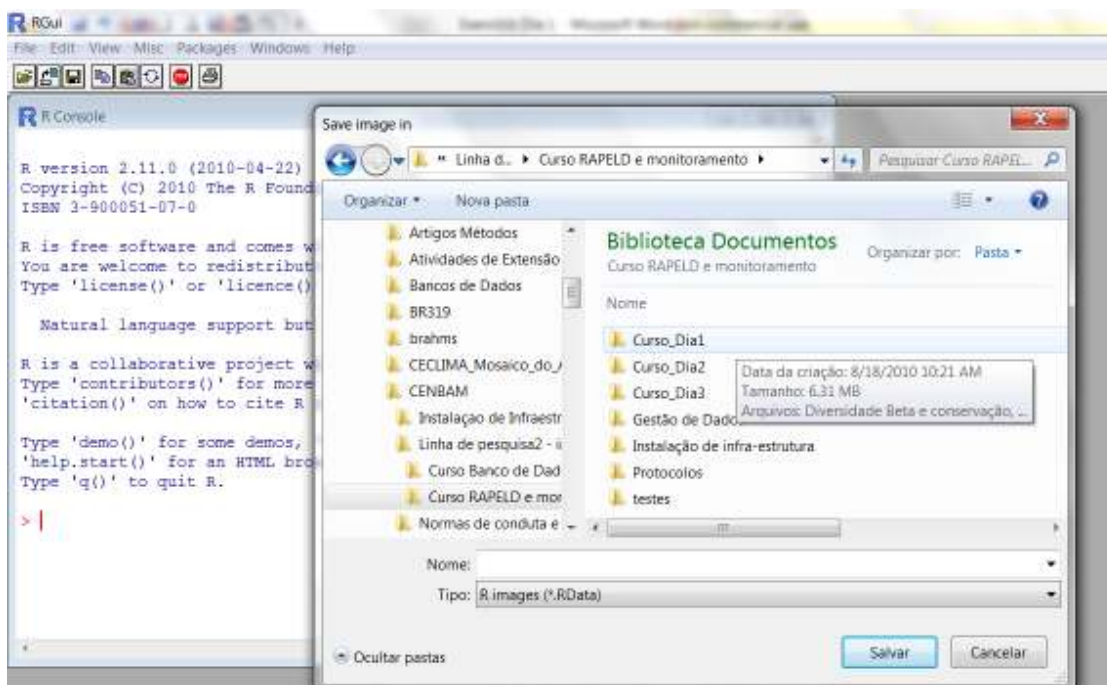 RGui
File Edit View Misc Packages Windows Help
R Console
R version 2.11.0 (2010-04-22)
Copyright (C) 2010 The R Found
ISBN 3-900051-07-0
R is free software and comes w
You are welcome to redistribut
Type 'license()' or 'licence()
Natural language support but
R is a collaborative project w
Type 'contributors()' for more
'citation()' on how to cite R
Type 'demo()' for some demos,
'help.start()' for an HTML bro
Type 'q()' to quit R.
>
Save image in
« Linha d... Curso RAPELD e monitoramento
Pesquisar Curso RAPEL...
Organizar
Nova pasta
Artigos Métodos
Atividades de Extensão
Bancos de Dados
BR319
brahms
CECLIMA_Mosaico_do_
CENBAM
Instalaçao de Infraestr
Linha de pesquisa2 -
Curso Banco de Dad
Curso RAPELD e mor
Normas de conduta e
Biblioteca Documentos
Curso RAPELD e monitoramento
Organizar por: Pasta
Nome
Curso_Dia1
Curso_Dia2
Curso_Dia3
Gestão de Dado
Instalação de infra-estrutura
Protocolos
testes
Data da criação: 8/18/2010 10:21 AM
Tamanho: 6.31 MB
Arquivos: Diversidade Beta e conservação, ...
Nome:
Tipo: R images (*.RData)
Ocultar pastas
Salvar
Cancelar